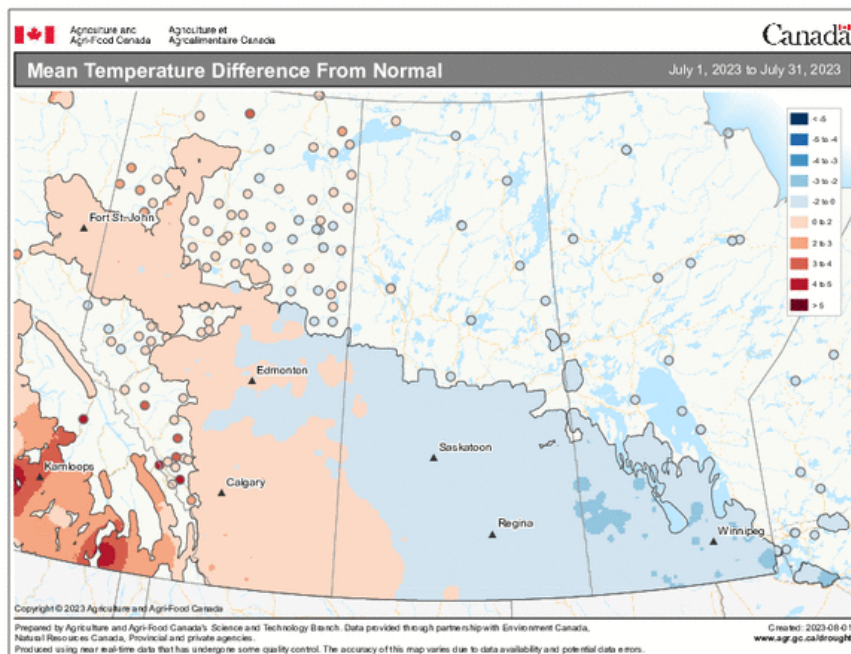 Agriculture and Agriculture et
Agri-Food Canada Agroalimentaire Canada
Canada
Mean Temperature Difference From Normal July 1, 2023 to July 31, 2023
< -5
-5 to -4
-4 to -3
-3 to -2
-2 to 0
0 to 2
2 to 3
3 to 4
4 to 5
> 5
Fort St. John
Edmonton
Saskatoon
Kamloops
Calgary
Regina
Winnipeg
Copyright © 2023 Agriculture and Agri-Food Canada
Prepared by Agriculture and Agri-Food Canada's Science and Technology Branch. Data provided through partnership with Environment Canada,
Natural Resources Canada, Provincial and private agencies.
Produced using near real-time data that has undergone some quality control. The accuracy of this map varies due to data availability and potential data errors.
Created: 2023-08-01
www.agr.gc.ca/drought